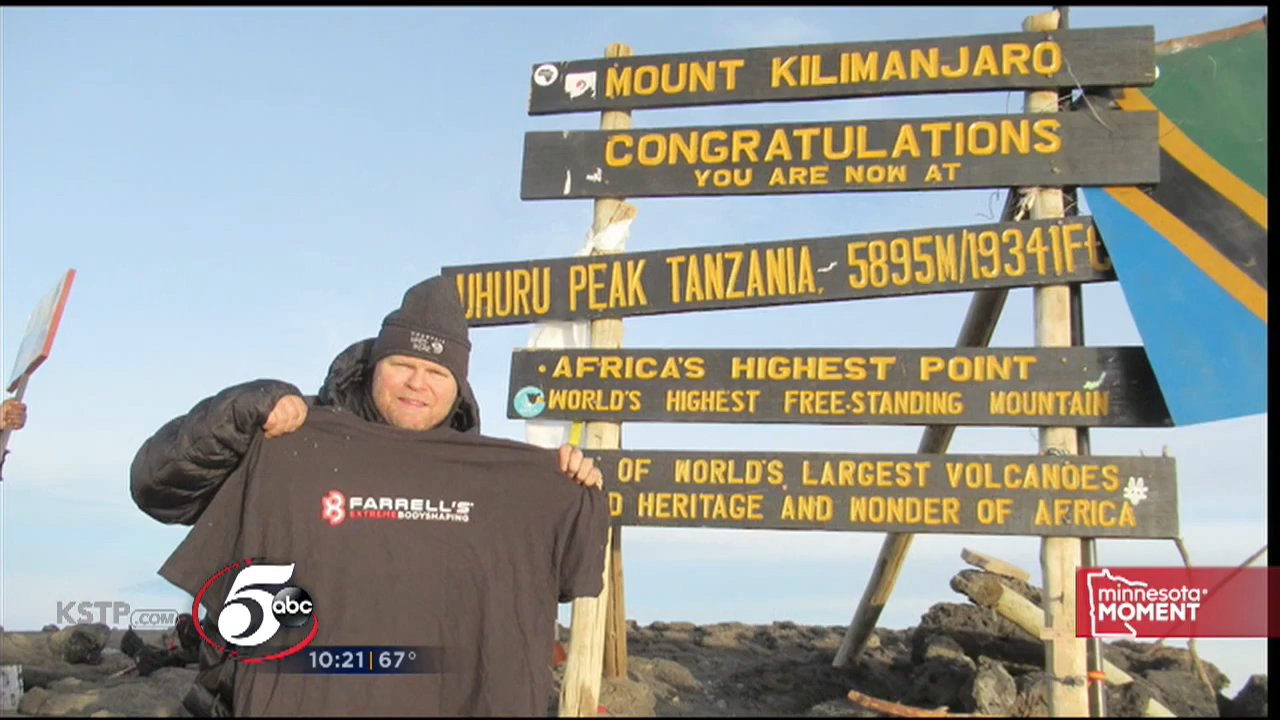 MOUNT KILIMANJARO
CONGRATULATIONS
YOU ARE NOW AT
UHURU PEAK TANZANIA, 5895M/19341Ft
• AFRICA'S HIGHEST POINT
WORLD'S HIGHEST FREE-STANDING MOUNTAIN
OF WORLD'S LARGEST VOLCANOES
HERITAGE AND WONDER OF AFRICA
FARRELL'S
EXTREME BODYSHAPING
KSTP.COM
5 abc
10:21 67°
minnesota
MOMENT